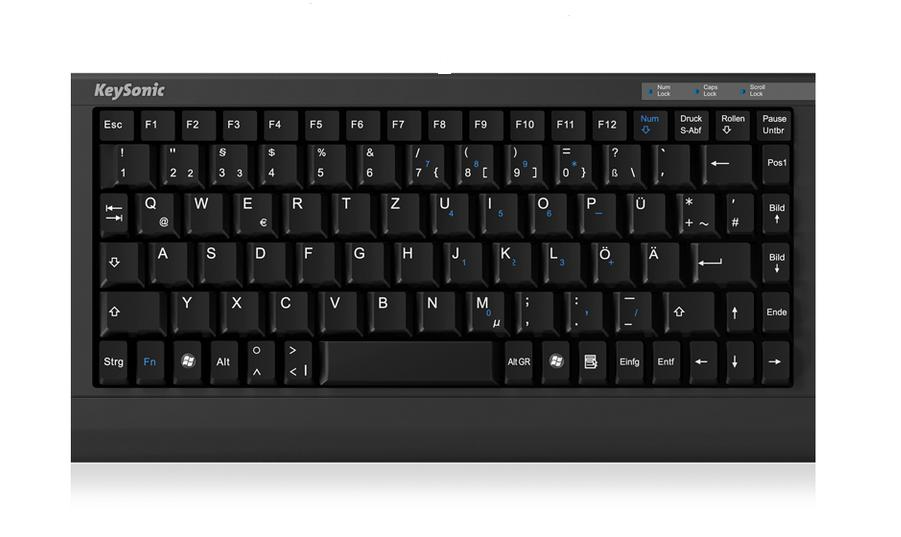 KeySonic
Num Lock Caps Lock Scroll Lock
Esc F1 F2 F3 F4 F5 F6 F7 F8 F9 F10 F11 F12 Num Druck S-Abf Rollen Pause Untbr
! 1 " 2 2 § 3 3 $ 4 % 5 & 6 / 7 7 { ( 8 8 [ ) 9 9 ] = * 0 } ? ß \ ` , Pos1
Q @ W E € R T Z U 4 I 5 O 6 P – Ü * + ~ ' # Bild
A S D F G H J 1 K 2 L 3 Ö + Ä Bild
Y X C V B N M 0 µ ; , : , . — / _ Ende
Strg Fn Alt O ^ > < | Alt GR Einfg Entf